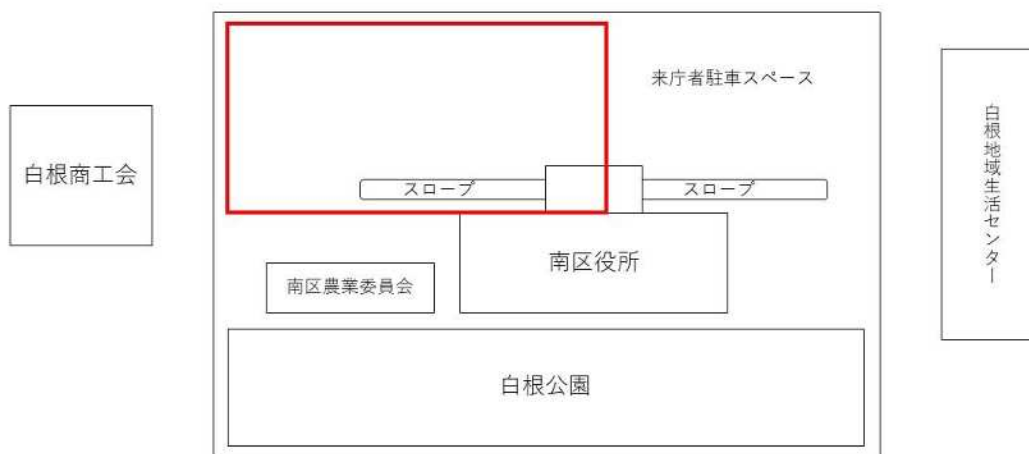 来庁者駐車スペース
白根商工会
白根地域生活センター
スロープ
スロープ
南区役所
南区農業委員会
白根公園